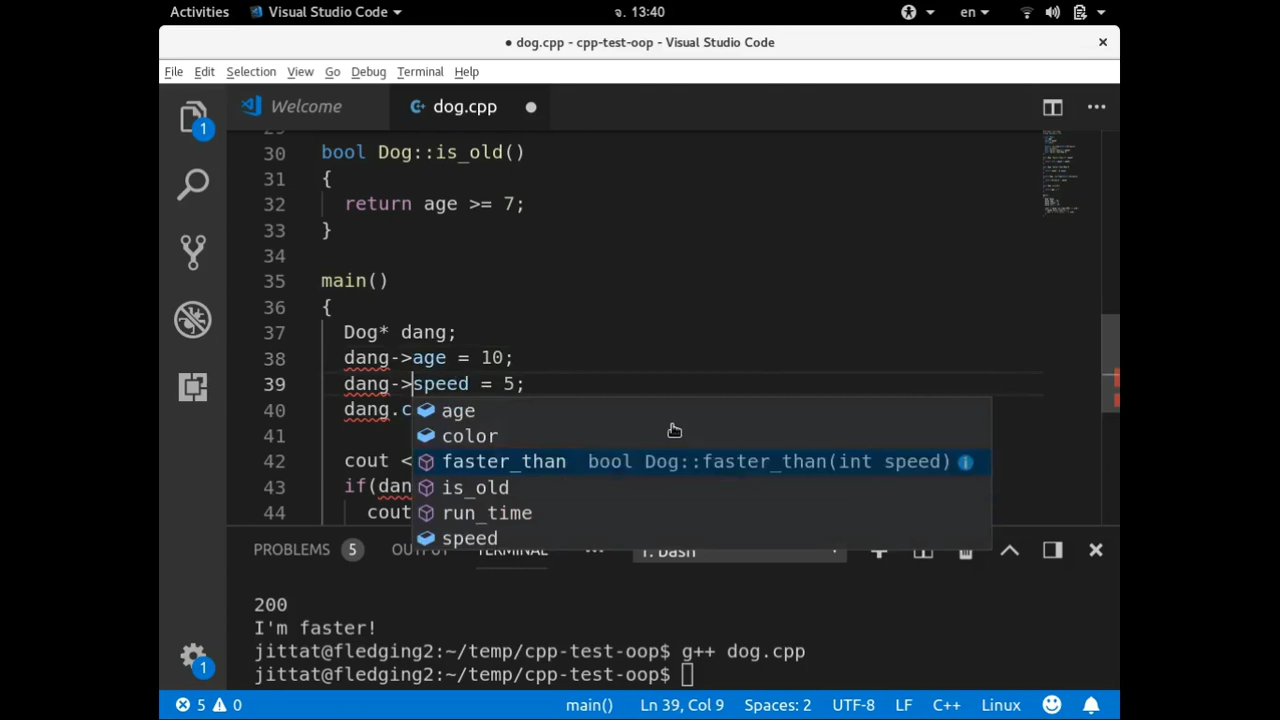 Activities Visual Studio Code จ. 13:40 en
● dog.cpp - cpp-test-oop - Visual Studio Code
File Edit Selection View Go Debug Terminal Help
Welcome dog.cpp
1
30 bool Dog::is_old()
31 {
32 return age >= 7;
33 }
34
35 main()
36 {
37 Dog* dang;
38 dang->age = 10;
39 dang->speed = 5;
40 dang.c
age
41 color
42 cout <
faster_than bool Dog::faster_than(int speed)
43 if(dan
is_old
44 cout
run_time
speed
PROBLEMS 5 OUTPUT TERMINAL ···
200
I'm faster!
jittat@fledging2:~/temp/cpp-test-oop$ g++ dog.cpp
jittat@fledging2:~/temp/cpp-test-oop$
1
5 0 main() Ln 39, Col 9 Spaces: 2 UTF-8 LF C++ Linux